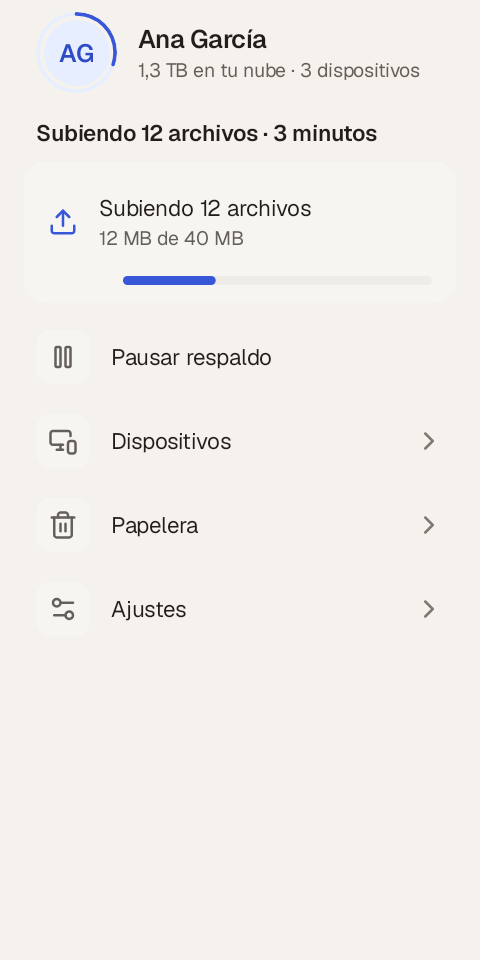 AG
Ana García
1,3 TB en tu nube · 3 dispositivos
Subiendo 12 archivos · 3 minutos
Subiendo 12 archivos
12 MB de 40 MB
Pausar respaldo
Dispositivos
Papelera
Ajustes